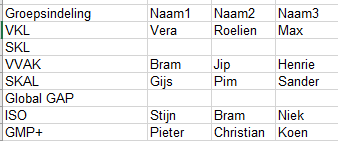 Groepsindeling Naam1 Naam2 Naam3
VKL Vera Roelien Max
SKL
VVAK Bram Jip Henrie
SKAL Gijs Pim Sander
Global GAP
ISO Stijn Bram Niek
GMP+ Pieter Christian Koen